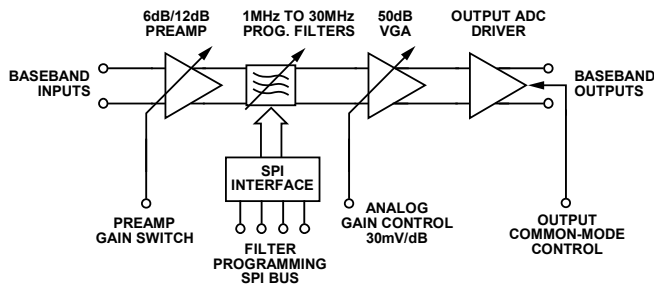 6dB/12dB
PREAMP
1MHz TO 30MHz
PROG. FILTERS
50dB
VGA
OUTPUT ADC
DRIVER
BASEBAND
INPUTS
BASEBAND
OUTPUTS
SPI
INTERFACE
PREAMP
GAIN SWITCH
FILTER
PROGRAMMING
SPI BUS
ANALOG
GAIN CONTROL
30mV/dB
OUTPUT
COMMON-MODE
CONTROL